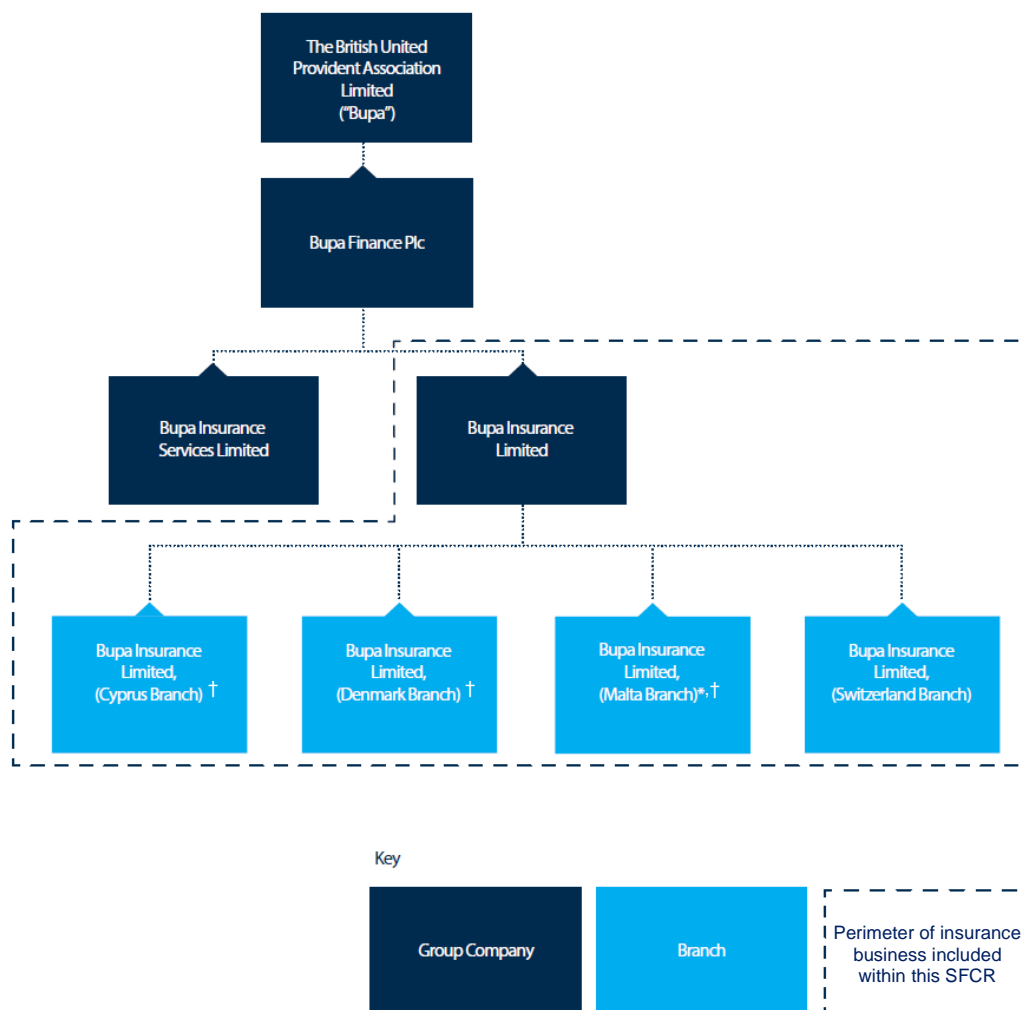 The British United
Provident Association
Limited
("Bupa")
Bupa Finance Plc
Bupa Insurance
Services Limited
Bupa Insurance
Limited
Bupa Insurance
Limited,
(Cyprus Branch) †
Bupa Insurance
Limited,
(Denmark Branch) †
Bupa Insurance
Limited,
(Malta Branch)*,†
Bupa Insurance
Limited,
(Switzerland Branch)
Key
Group Company
Branch
Perimeter of insurance
business included
within this SFCR